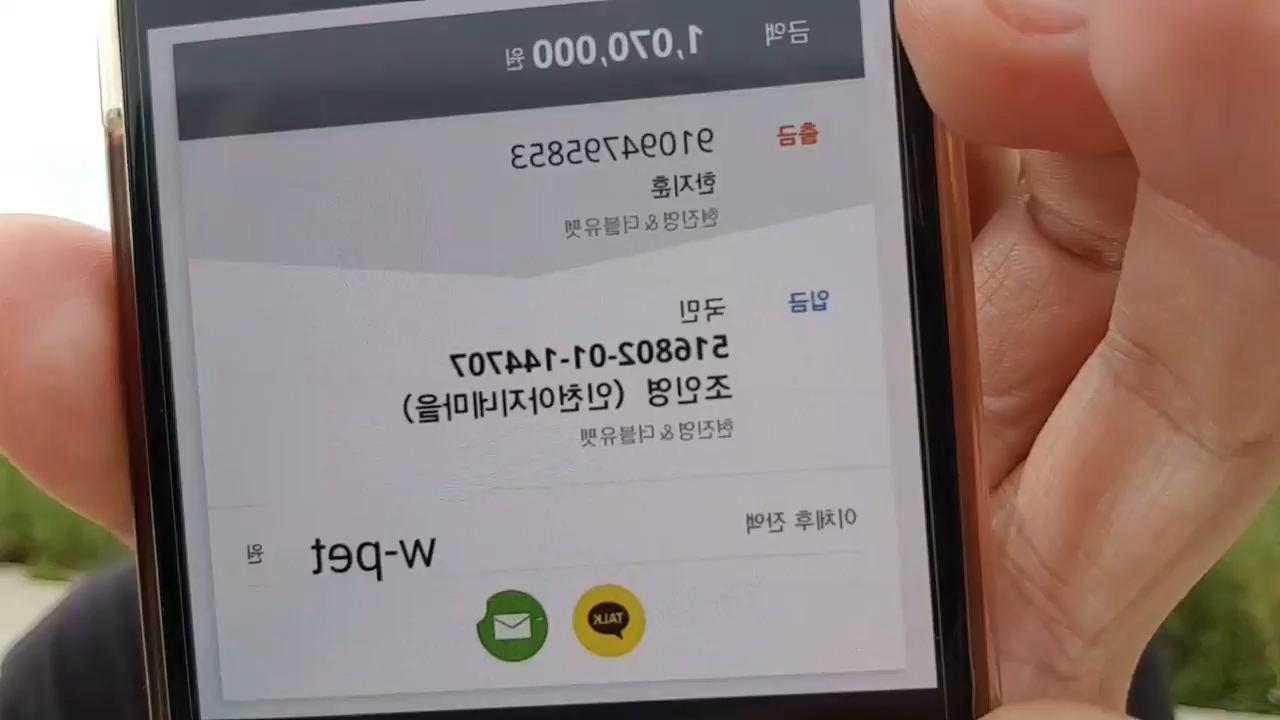 금액 1,070,000 원
출금 91094795853
한지훈
현진영&더블유펫
입금 국민
516802-01-144707
조인영 (인천아지네마을)
현진영&더블유펫
이체후 잔액 w-pet 원
TALK